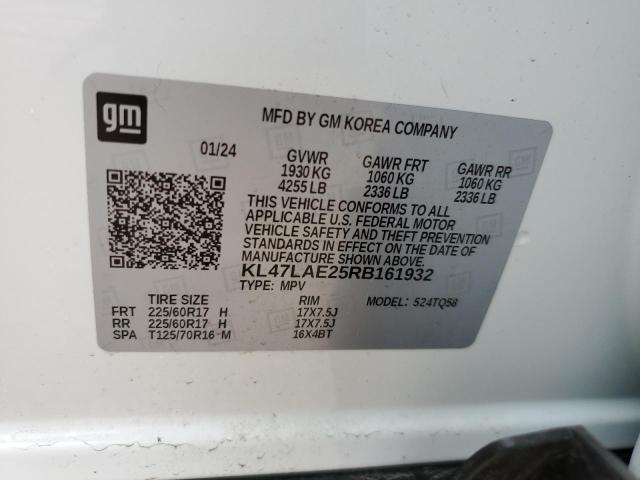 gm
MFD BY GM KOREA COMPANY
01/24 GVWR GAWR FRT GAWR RR
1930 KG 1060 KG 1060 KG
4255 LB 2336 LB 2336 LB
THIS VEHICLE CONFORMS TO ALL
APPLICABLE U.S. FEDERAL MOTOR
VEHICLE SAFETY AND THEFT PREVENTION
STANDARDS IN EFFECT ON THE DATE OF
MANUFACTURE SHOWN ABOVE.
KL47LAE25RB161932
TYPE: MPV MODEL: 524TQ58
TIRE SIZE RIM
FRT 225/60R17 H 17X7.5J
RR 225/60R17 H 17X7.5J
SPA T125/70R16 M 16X4BT